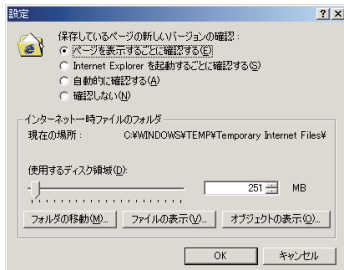 設定
保存しているページの新しいバージョンの確認:
ページを表示するごとに確認する(E)
Internet Explorer を起動するごとに確認する(S)
自動的に確認する(A)
確認しない(N)
インターネット一時ファイルのフォルダ
現在の場所: C:¥WINDOWS¥TEMP¥Temporary Internet Files¥
使用するディスク領域(D):
251 MB
フォルダの移動(M)... ファイルの表示(V)... オブジェクトの表示(O)...
OK キャンセル